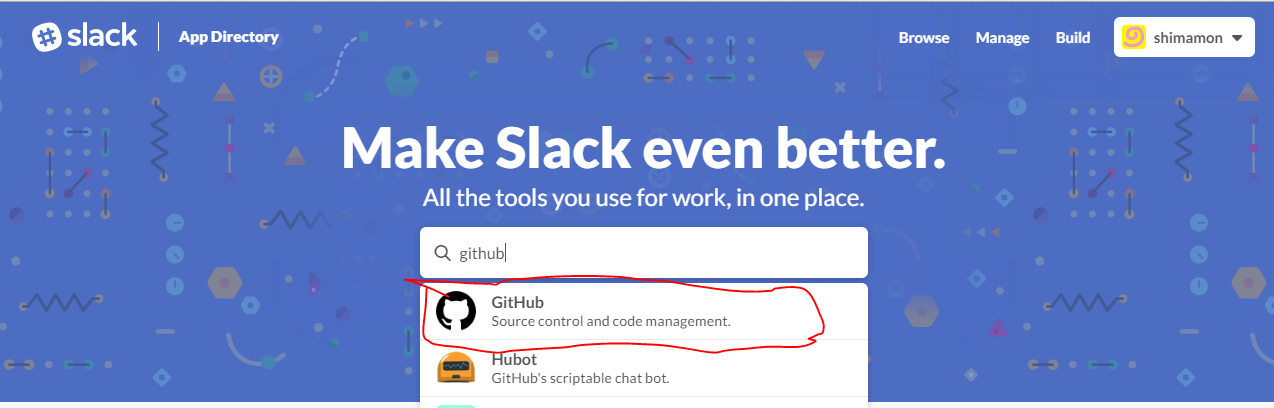 slack
App Directory
Browse
Manage
Build
shimamon
Make Slack even better.
All the tools you use for work, in one place.
github
GitHub
Source control and code management.
Hubot
GitHub's scriptable chat bot.